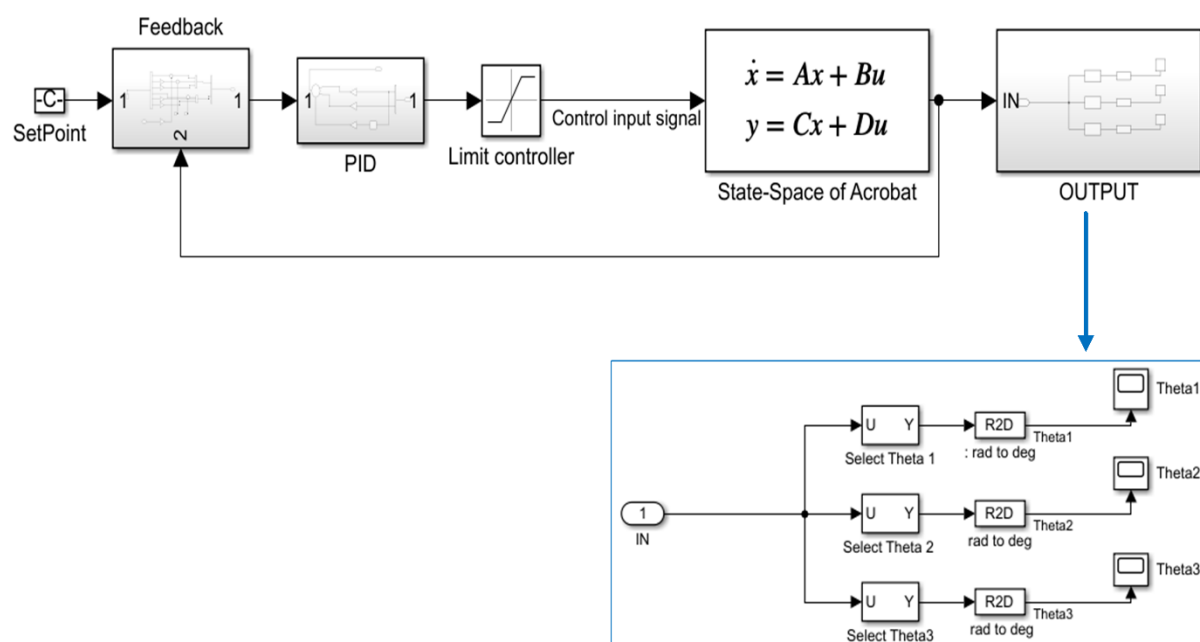 Feedback
-C-
SetPoint
1
2
1
1
1
PID
Limit controller
Control input signal
ẋ = Ax + Bu
y = Cx + Du
State-Space of Acrobat
IN
OUTPUT
1
IN
U Y
Select Theta 1
R2D
: rad to deg
Theta1
Theta1
U Y
Select Theta 2
R2D
rad to deg
Theta2
Theta2
U Y
Select Theta3
R2D
rad to deg
Theta3
Theta3